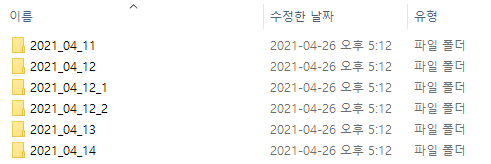 이름 수정한 날짜 유형
2021_04_11 2021-04-26 오후 5:12 파일 폴더
2021_04_12 2021-04-26 오후 5:12 파일 폴더
2021_04_12_1 2021-04-26 오후 5:12 파일 폴더
2021_04_12_2 2021-04-26 오후 5:12 파일 폴더
2021_04_13 2021-04-26 오후 5:12 파일 폴더
2021_04_14 2021-04-26 오후 5:12 파일 폴더